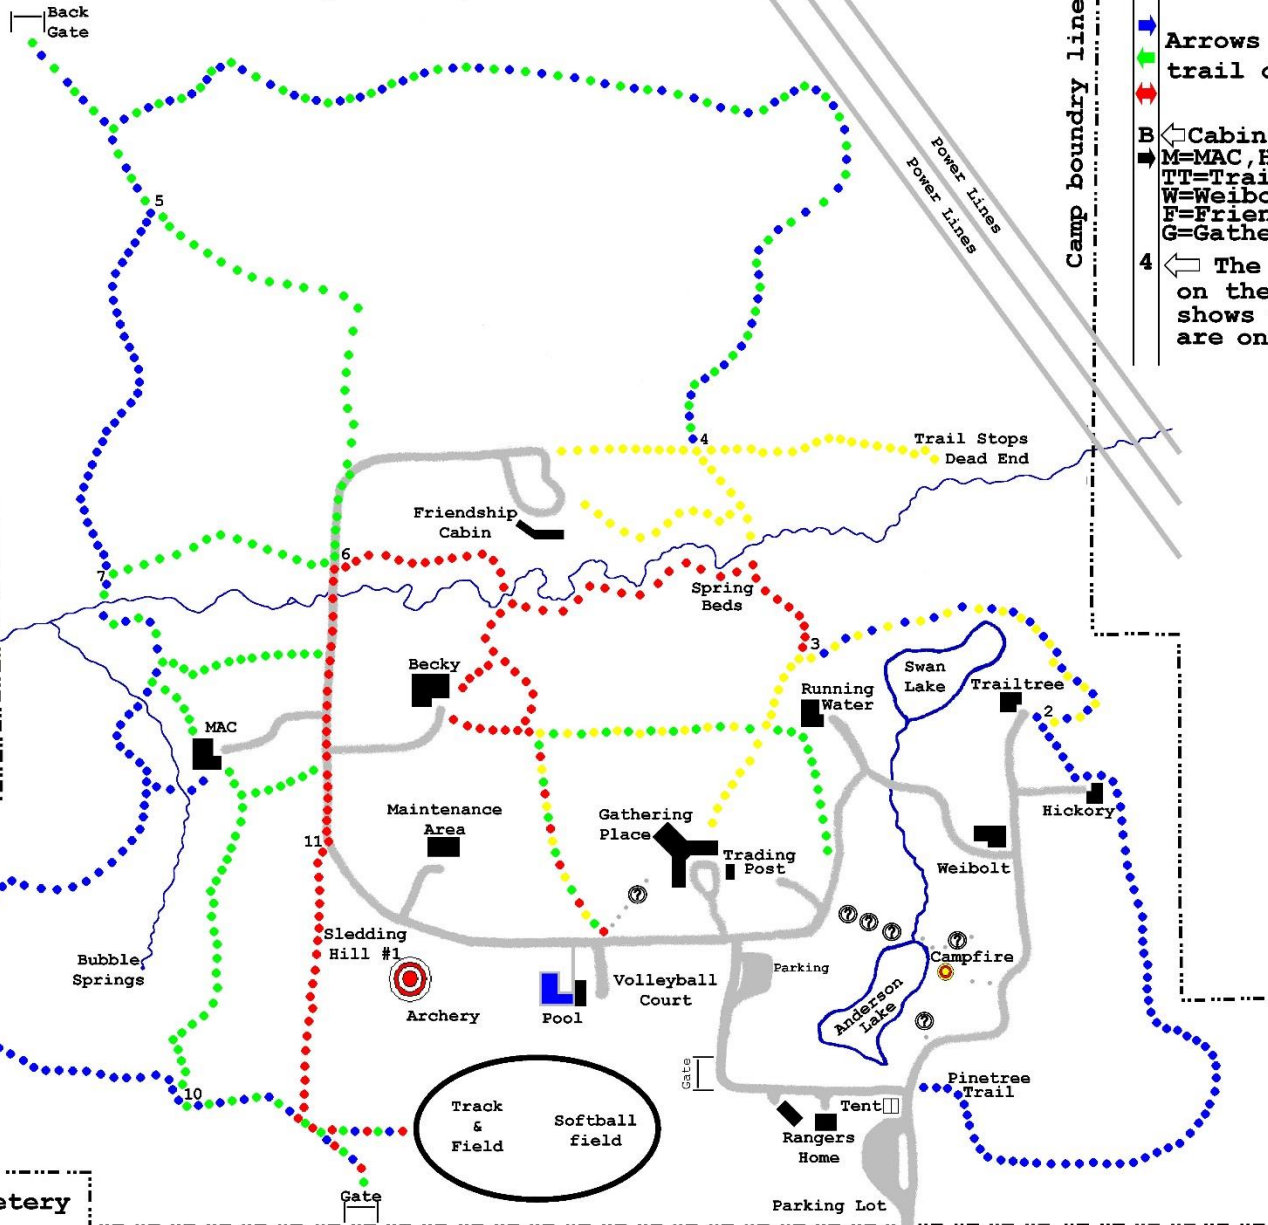 Back
Gate
Camp boundry line
Arrows
trail
B
Cabin
M=MAC,H
TT=Trai
W=Weibo
F=Frien
G=Gathe
4
The
on the
shows
are on
Power Lines
Power Lines
5
4
Trail Stops
Dead End
Friendship
Cabin
6
7
Spring
Beds
3
Becky
Swan
Lake
Trailtree
Running
Water
2
MAC
Hickory
Maintenance
Area
Gathering
Place
11
Trading
Post
Weibolt
Sledding
Hill #1
Campfire
Bubble
Springs
Parking
Volleyball
Court
Archery
Pool
Anderson
Lake
Gate
Pinetree
Trail
10
Track
&
Field
Softball
field
Tent
Rangers
Home
Gate
etery
Parking Lot
?
?
?
?
?
?